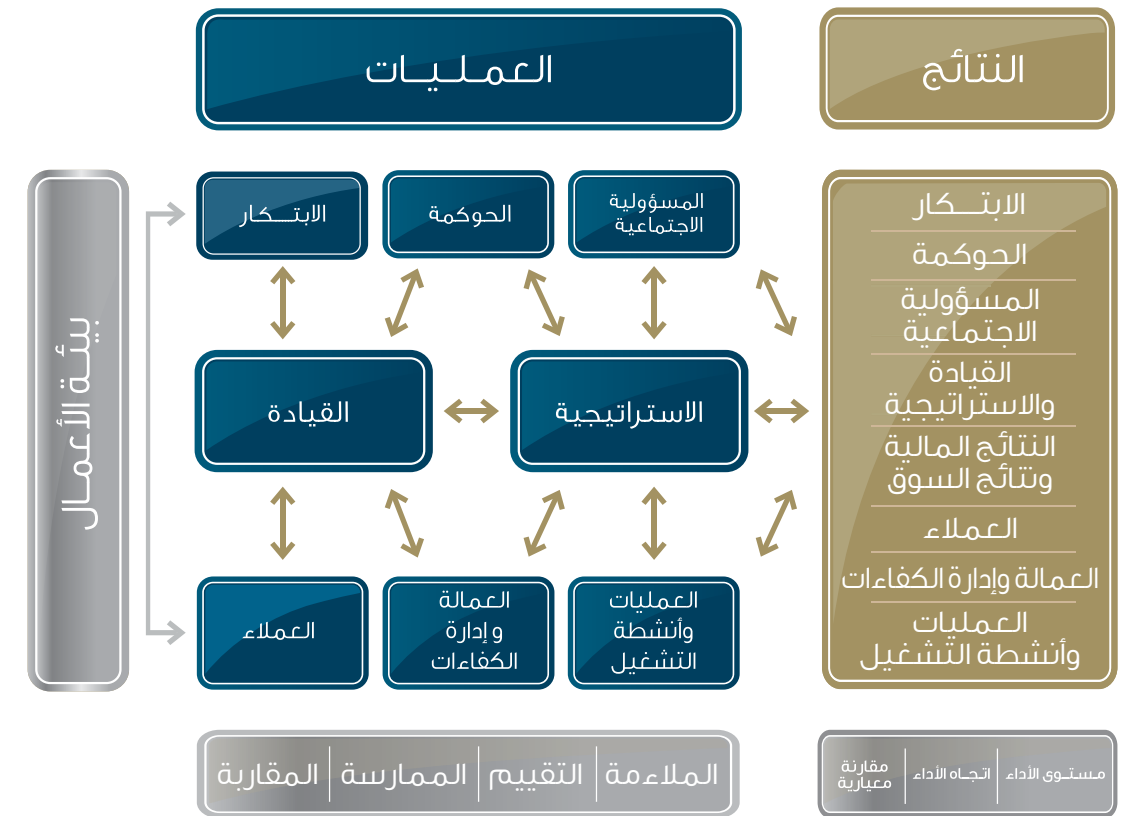 العمليات
النتائج
بيئة الأعمال
الابتكار
الحوكمة
المسؤولية
الاجتماعية
القيادة
الاستراتيجية
العملاء
العمالة
وإدارة
الكفاءات
العمليات
وأنشطة
التشغيل
الابتكار
الحوكمة
المسؤولية
الاجتماعية
القيادة
والاستراتيجية
النتائج المالية
ونتائج السوق
العملاء
العمالة وإدارة الكفاءات
العمليات
وأنشطة التشغيل
المقاربة
الممارسة
التقييم
الملاءمة
مقارنة
معيارية
اتجاه الأداء
مستوى الأداء